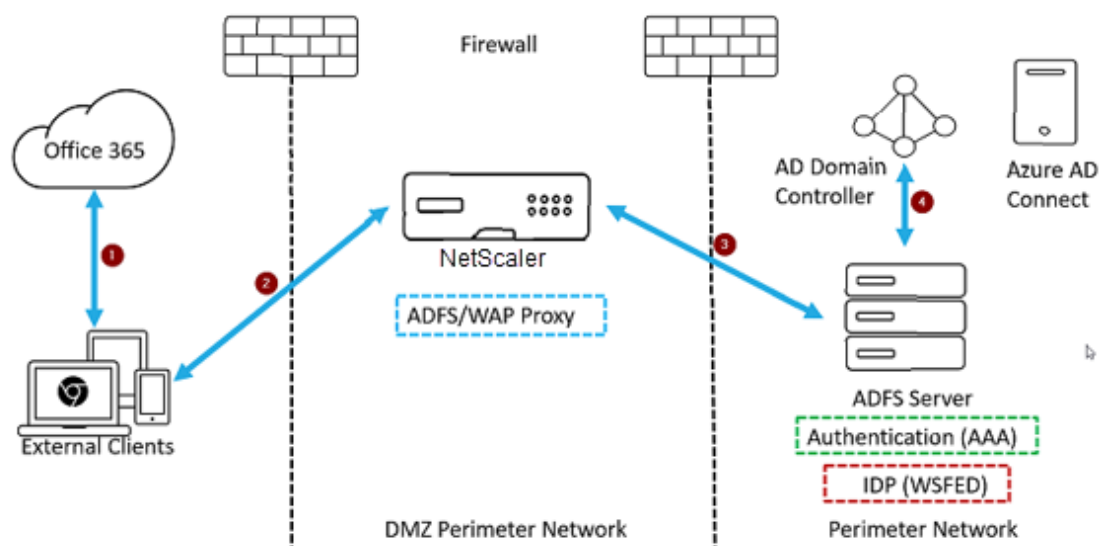 Firewall
Office 365
AD Domain
Controller
Azure AD
Connect
1
2
3
4
NetScaler
ADFS/WAP Proxy
External Clients
ADFS Server
Authentication (AAA)
IDP (WSFED)
DMZ Perimeter Network
Perimeter Network